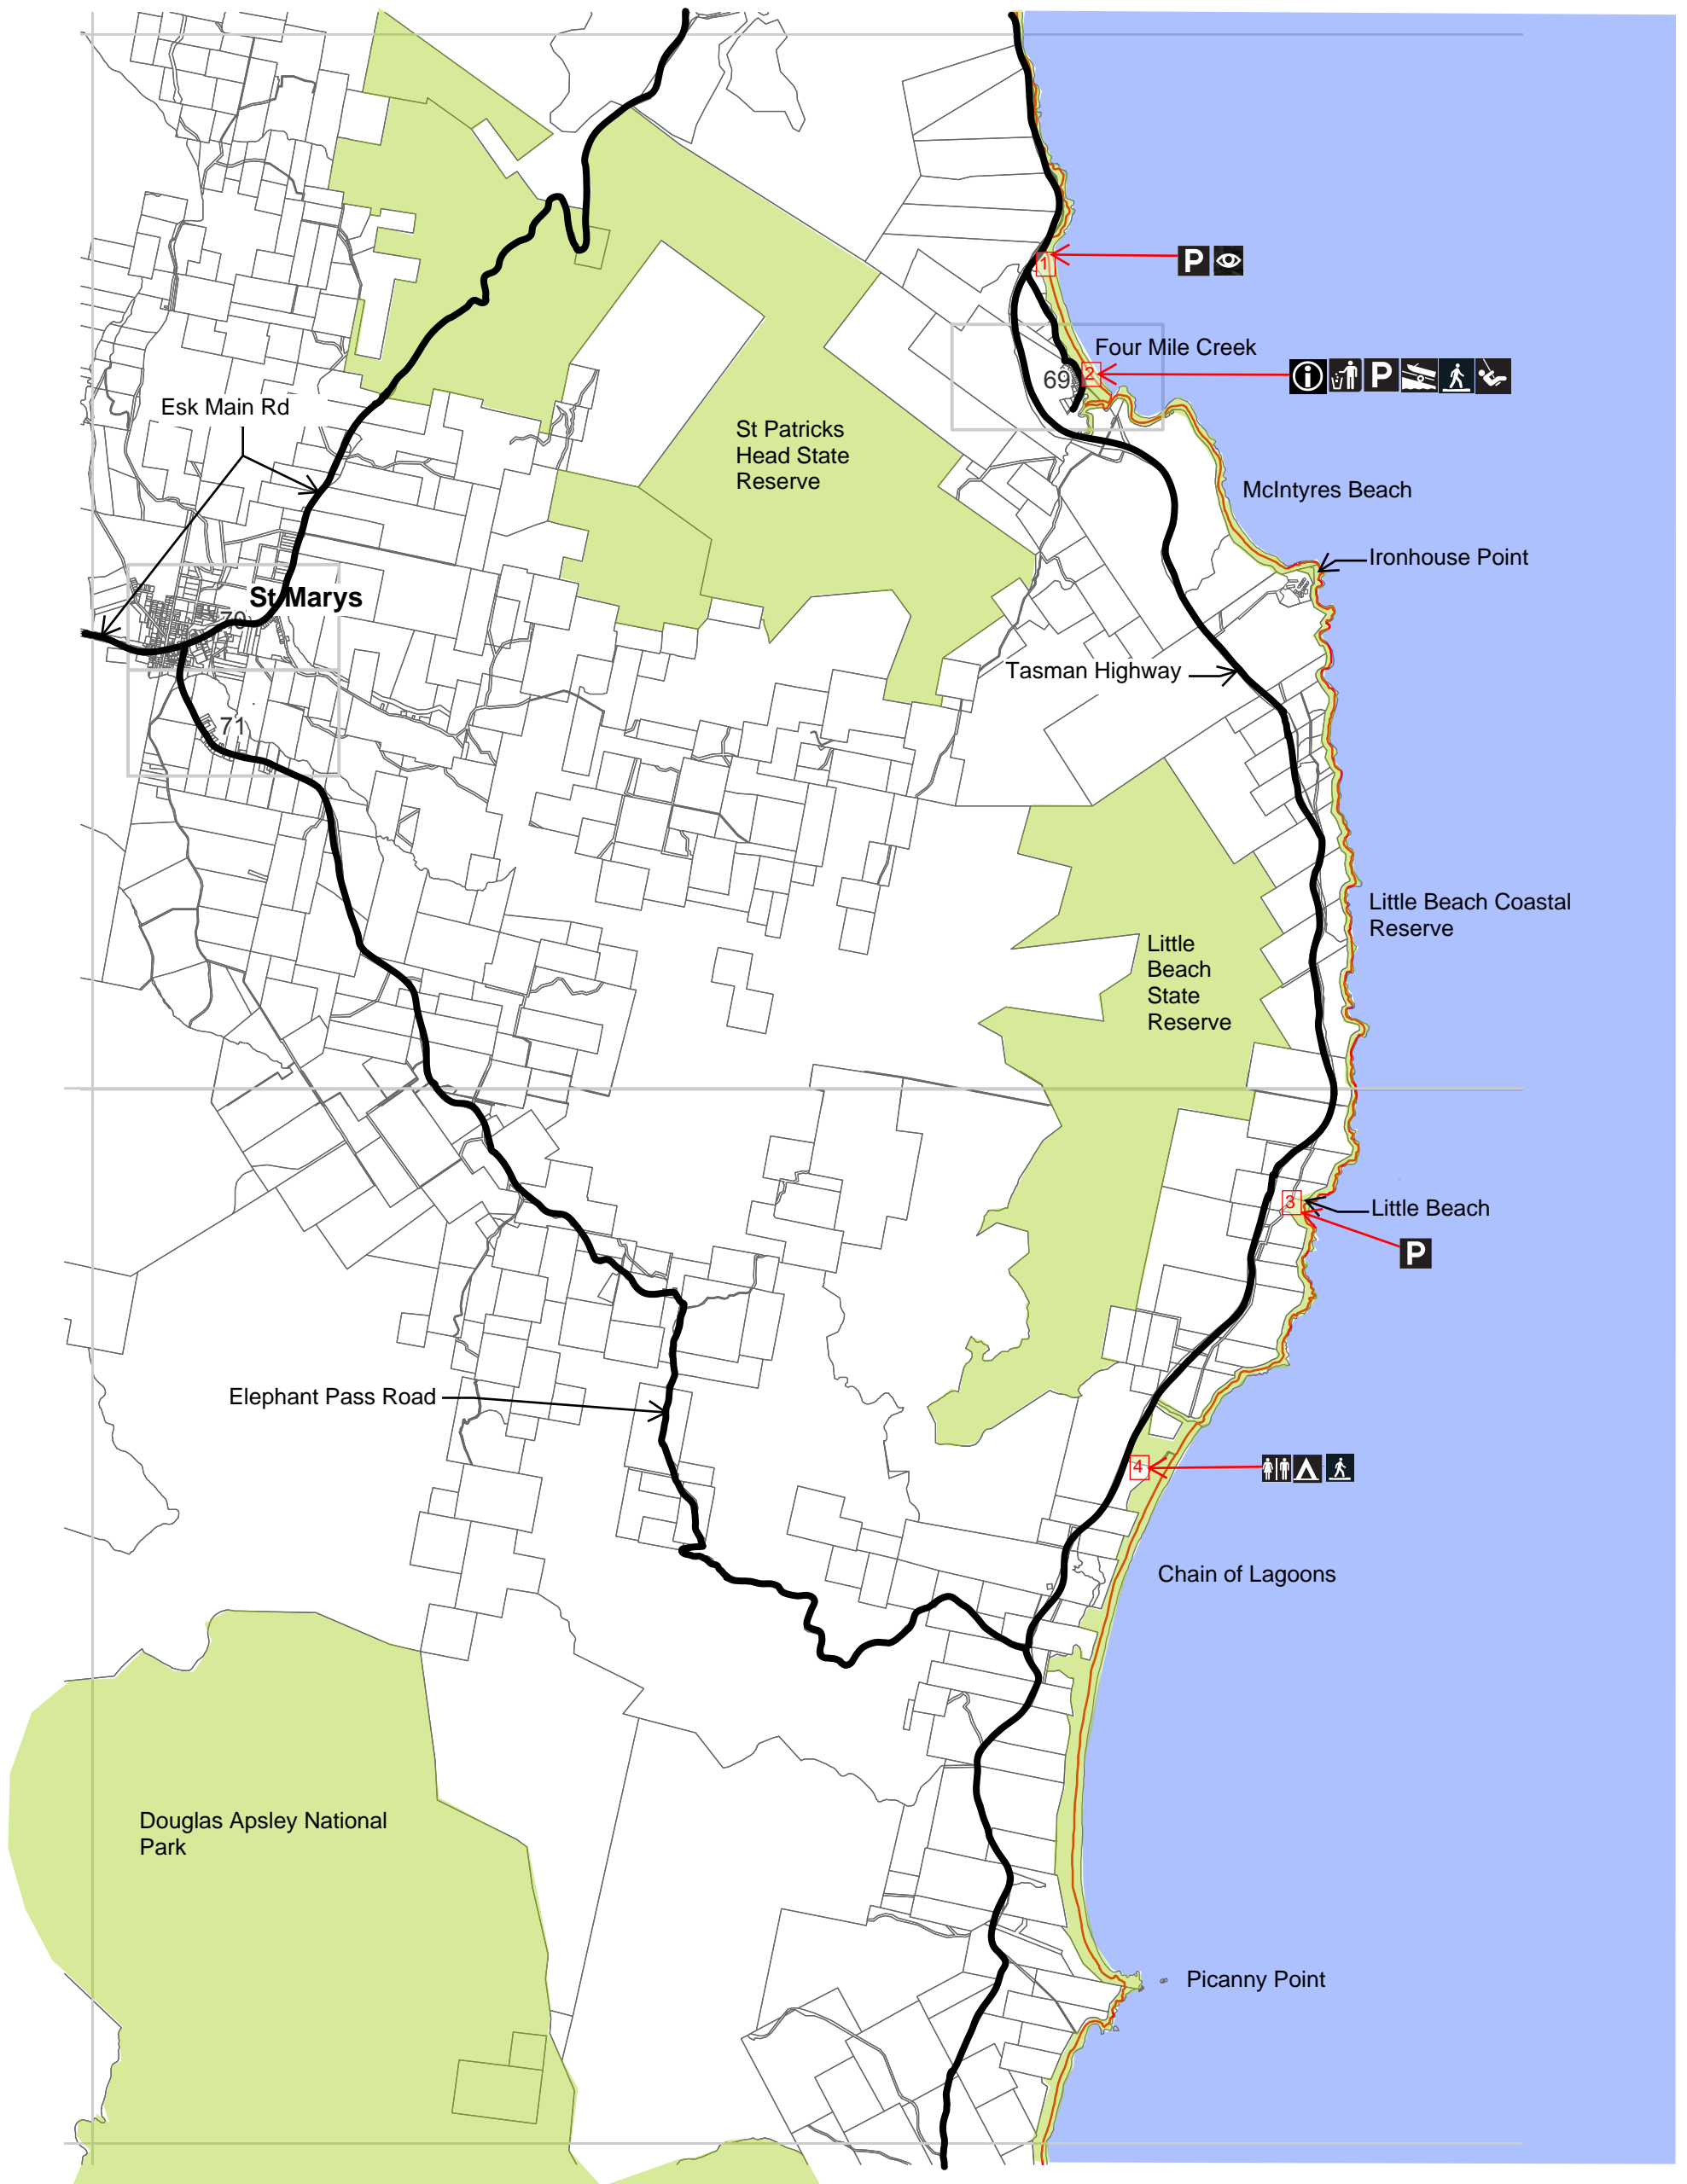 1
P
Four Mile Creek
2
69
i
P
Esk Main Rd
St Patricks
Head State
Reserve
McIntyres Beach
Ironhouse Point
St Marys
70
Tasman Highway
71
Little Beach Coastal
Reserve
Little
Beach
State
Reserve
3
Little Beach
P
Elephant Pass Road
4
Chain of Lagoons
Douglas Apsley National
Park
Picanny Point